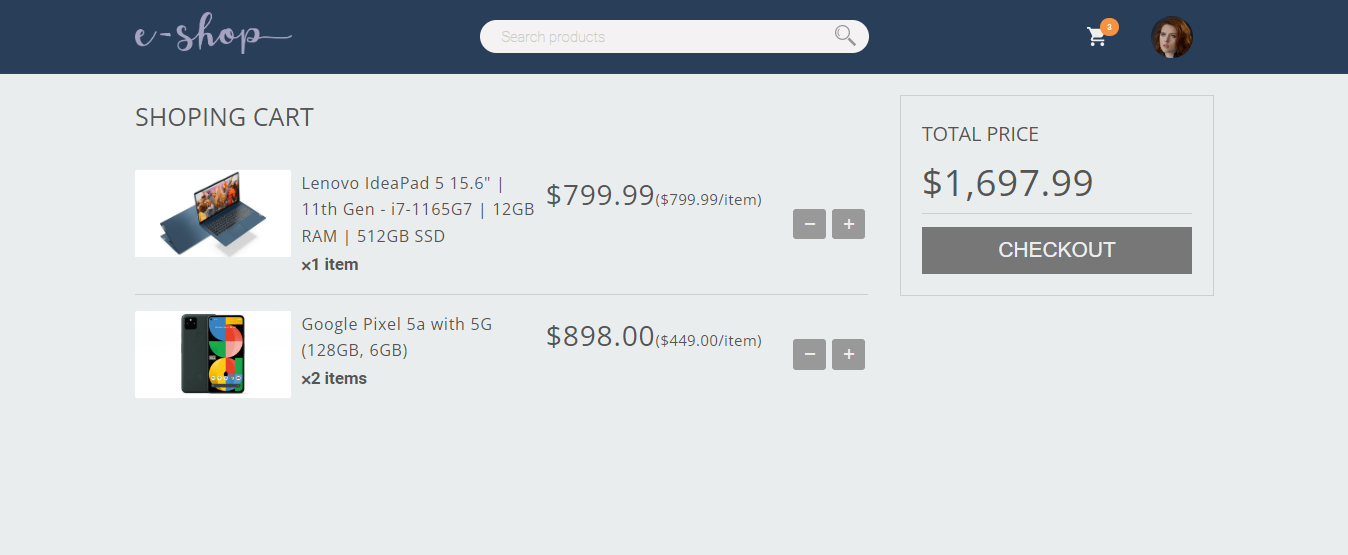 e-shop
Search products
3
SHOPING CART
Lenovo IdeaPad 5 15.6" |
11th Gen - i7-1165G7 | 12GB
RAM | 512GB SSD
×1 item
$799.99($799.99/item)
− +
Google Pixel 5a with 5G
(128GB, 6GB)
×2 items
$898.00($449.00/item)
− +
TOTAL PRICE
$1,697.99
CHECKOUT